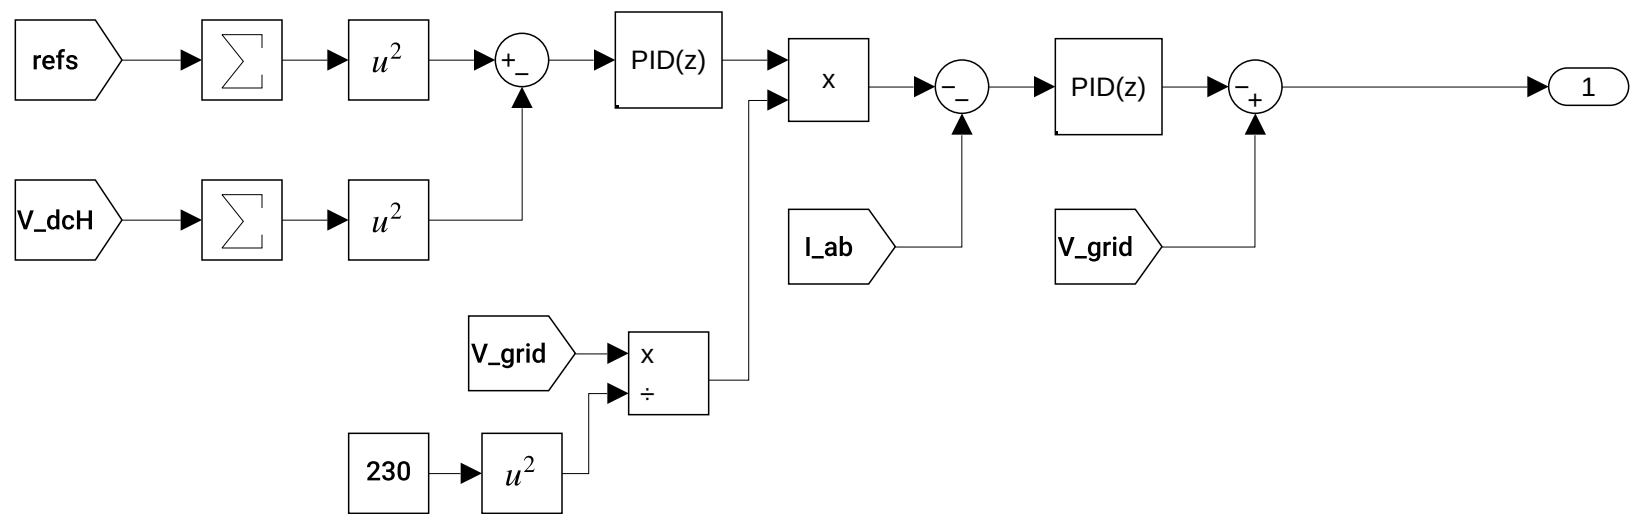 refs
∑
u²
+
−
PID(z)
x
−
−
PID(z)
−
+
1
V_dcH
∑
u²
I_ab
V_grid
V_grid
x
÷
230
u²